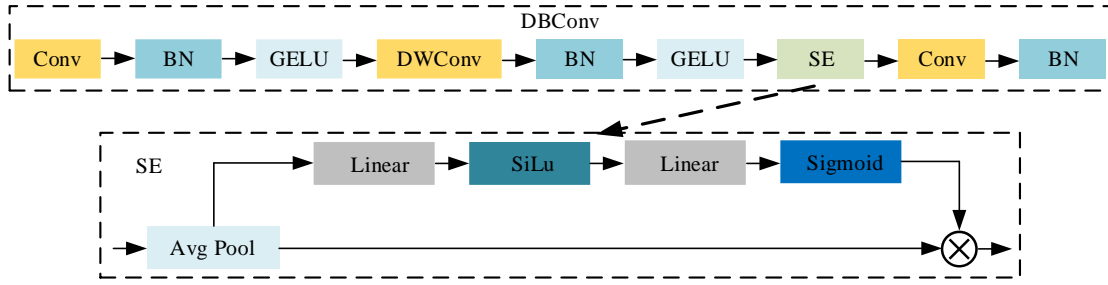 DBConv
Conv BN GELU DWConv BN GELU SE Conv BN
SE
Linear SiLu Linear Sigmoid
Avg Pool